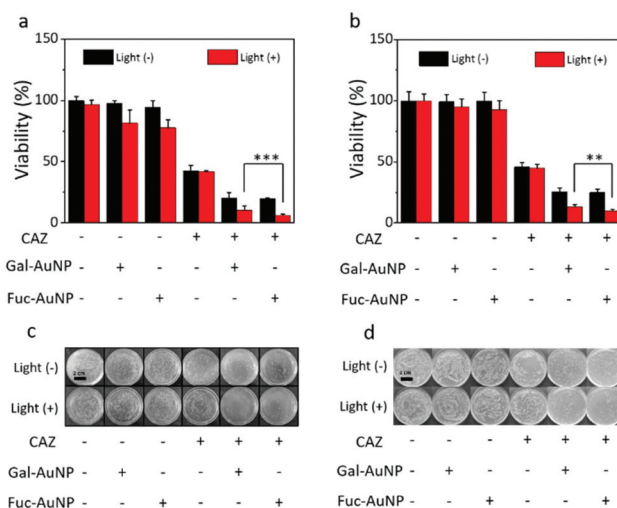 a
150
Light (-)
Light (+)
100
Viability (%)
50
***
0
CAZ - - - + + +
Gal-AuNP - + - - + -
Fuc-AuNP - - + - - +
b
150
Light (-)
Light (+)
100
Viability (%)
50
**
0
CAZ - - - + + +
Gal-AuNP - + - - + -
Fuc-AuNP - - + - - +
c
Light (-)
2 cm
Light (+)
CAZ - - - + + +
Gal-AuNP - + - - + -
Fuc-AuNP - - + - - +
d
Light (-)
2 cm
Light (+)
CAZ - - - + + +
Gal-AuNP - + - - + -
Fuc-AuNP - - + - - +